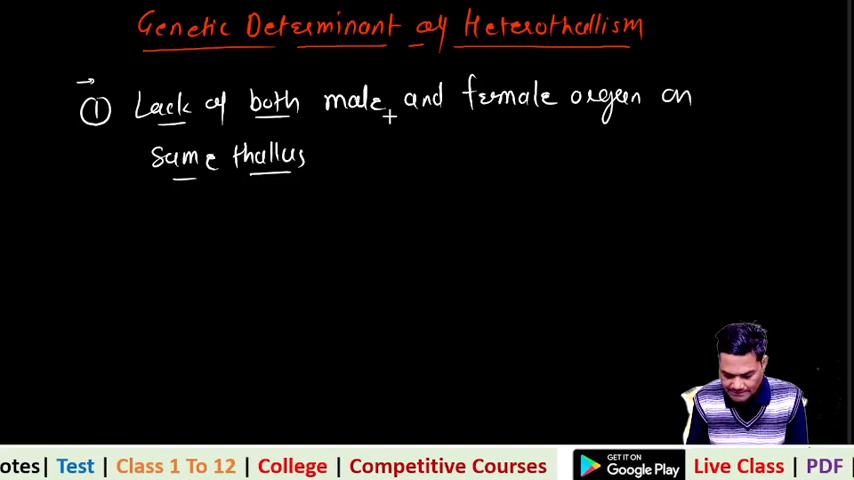 Genetic Determinant of Heterothallism
→
① Lack of both male + and female organ on
same thallus
otes| Test | Class 1 To 12 | College | Competitive Courses GET IT ON Google Play Live Class | PDF |